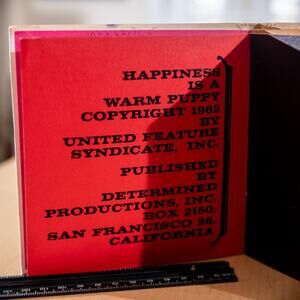 HAPPINESS
IS A
WARM PUPPY
COPYRIGHT 1962
BY
UNITED FEATURE
SYNDICATE, INC.
PUBLISHED
BY
DETERMINED
PRODUCTIONS, INC.
BOX 2150,
SAN FRANCISCO 26,
CALIFORNIA